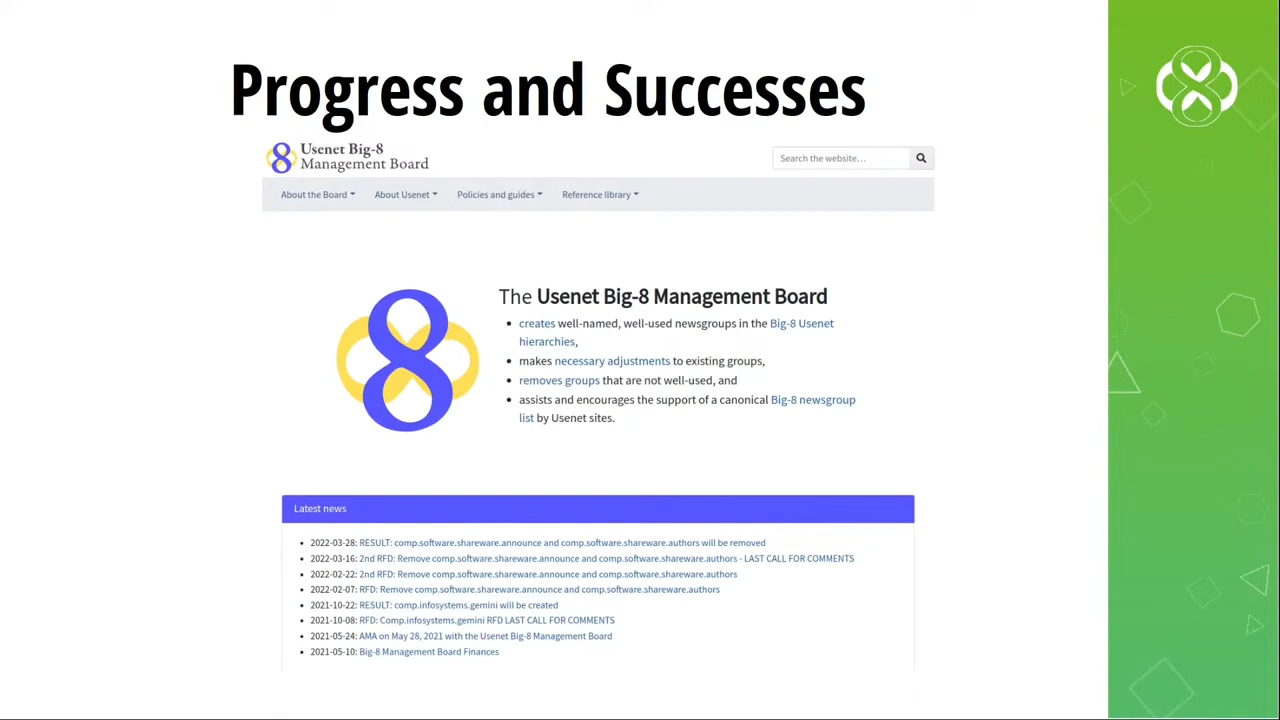 Progress and Successes
Usenet Big-8
Management Board
Search the website…
About the Board
About Usenet
Policies and guides
Reference library
The Usenet Big-8 Management Board
• creates well-named, well-used newsgroups in the Big-8 Usenet
hierarchies,
• makes necessary adjustments to existing groups,
• removes groups that are not well-used, and
• assists and encourages the support of a canonical Big-8 newsgroup
list by Usenet sites.
Latest news
• 2022-03-28: RESULT: comp.software.shareware.announce and comp.software.shareware.authors will be removed
• 2022-03-16: 2nd RFD: Remove comp.software.shareware.announce and comp.software.shareware.authors - LAST CALL FOR COMMENTS
• 2022-02-22: 2nd RFD: Remove comp.software.shareware.announce and comp.software.shareware.authors
• 2022-02-07: RFD: Remove comp.software.shareware.announce and comp.software.shareware.authors
• 2021-10-22: RESULT: comp.infosystems.gemini will be created
• 2021-10-08: RFD: Comp.infosystems.gemini RFD LAST CALL FOR COMMENTS
• 2021-05-24: AMA on May 28, 2021 with the Usenet Big-8 Management Board
• 2021-05-10: Big-8 Management Board Finances